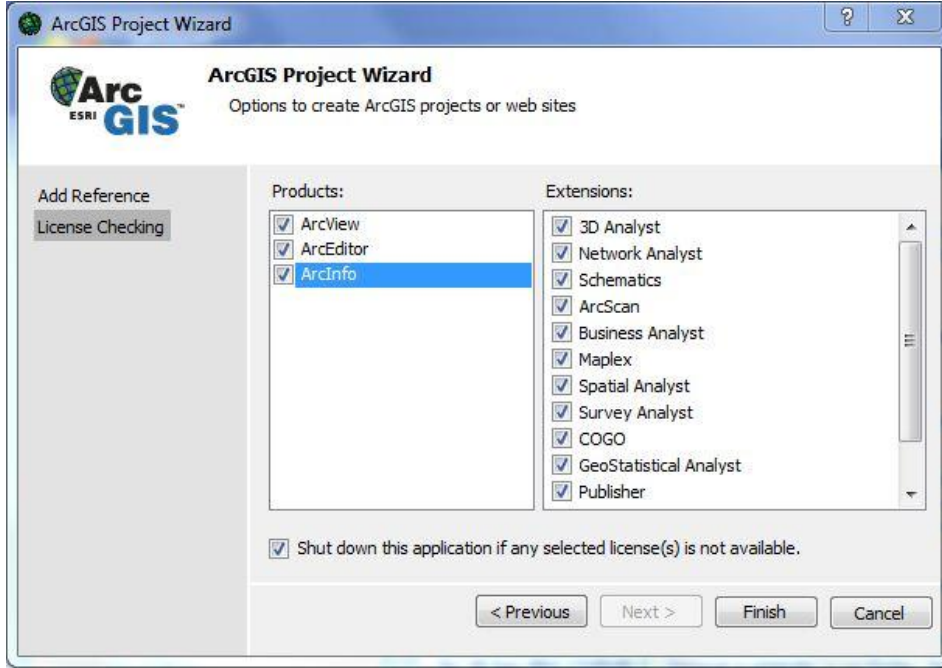 ArcGIS Project Wizard
?
X
Arc
ESRI GIS™
ArcGIS Project Wizard
Options to create ArcGIS projects or web sites
Add Reference
License Checking
Products:
ArcView
ArcEditor
ArcInfo
Extensions:
3D Analyst
Network Analyst
Schematics
ArcScan
Business Analyst
Maplex
Spatial Analyst
Survey Analyst
COGO
GeoStatistical Analyst
Publisher
Shut down this application if any selected license(s) is not available.
< Previous
Next >
Finish
Cancel